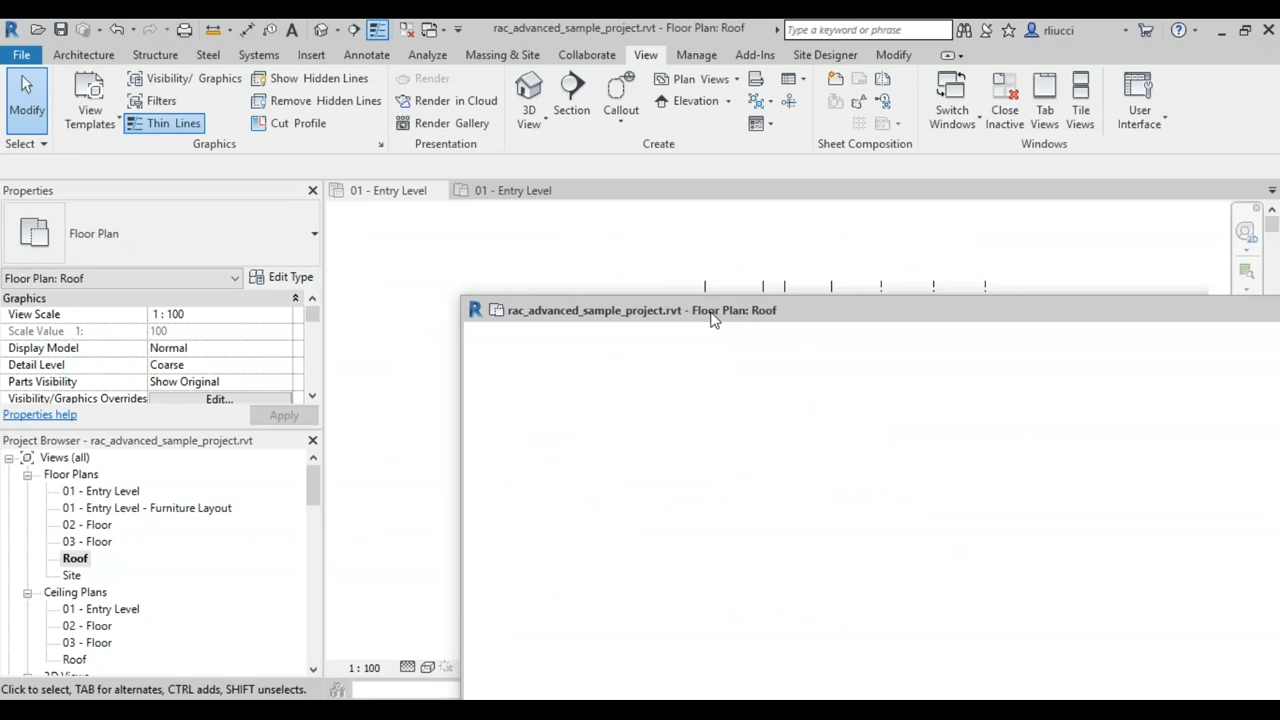 rac_advanced_sample_project.rvt - Floor Plan: Roof
Type a keyword or phrase
rliucci
File Architecture Structure Steel Systems Insert Annotate Analyze Massing & Site Collaborate View Manage Add-Ins Site Designer Modify
Modify
Select
View Templates
Visibility/ Graphics
Filters
Thin Lines
Show Hidden Lines
Remove Hidden Lines
Cut Profile
Graphics
Render
Render in Cloud
Render Gallery
Presentation
3D View
Section
Callout
Plan Views
Elevation
Create
Sheet Composition
Switch Windows
Close Inactive
Tab Views
Tile Views
Windows
User Interface
Properties
Floor Plan
Floor Plan: Roof
Edit Type
Graphics
View Scale 1 : 100
Scale Value 1: 100
Display Model Normal
Detail Level Coarse
Parts Visibility Show Original
Visibility/Graphics Overrides Edit...
Properties help
Apply
Project Browser - rac_advanced_sample_project.rvt
Views (all)
Floor Plans
01 - Entry Level
01 - Entry Level - Furniture Layout
02 - Floor
03 - Floor
Roof
Site
Ceiling Plans
01 - Entry Level
02 - Floor
03 - Floor
Roof
01 - Entry Level
01 - Entry Level
2D
rac_advanced_sample_project.rvt - Floor Plan: Roof
1 : 100
Click to select, TAB for alternates, CTRL adds, SHIFT unselects.